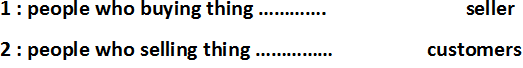 1 : people who buying thing ............. seller
2 : people who selling thing ............... customers